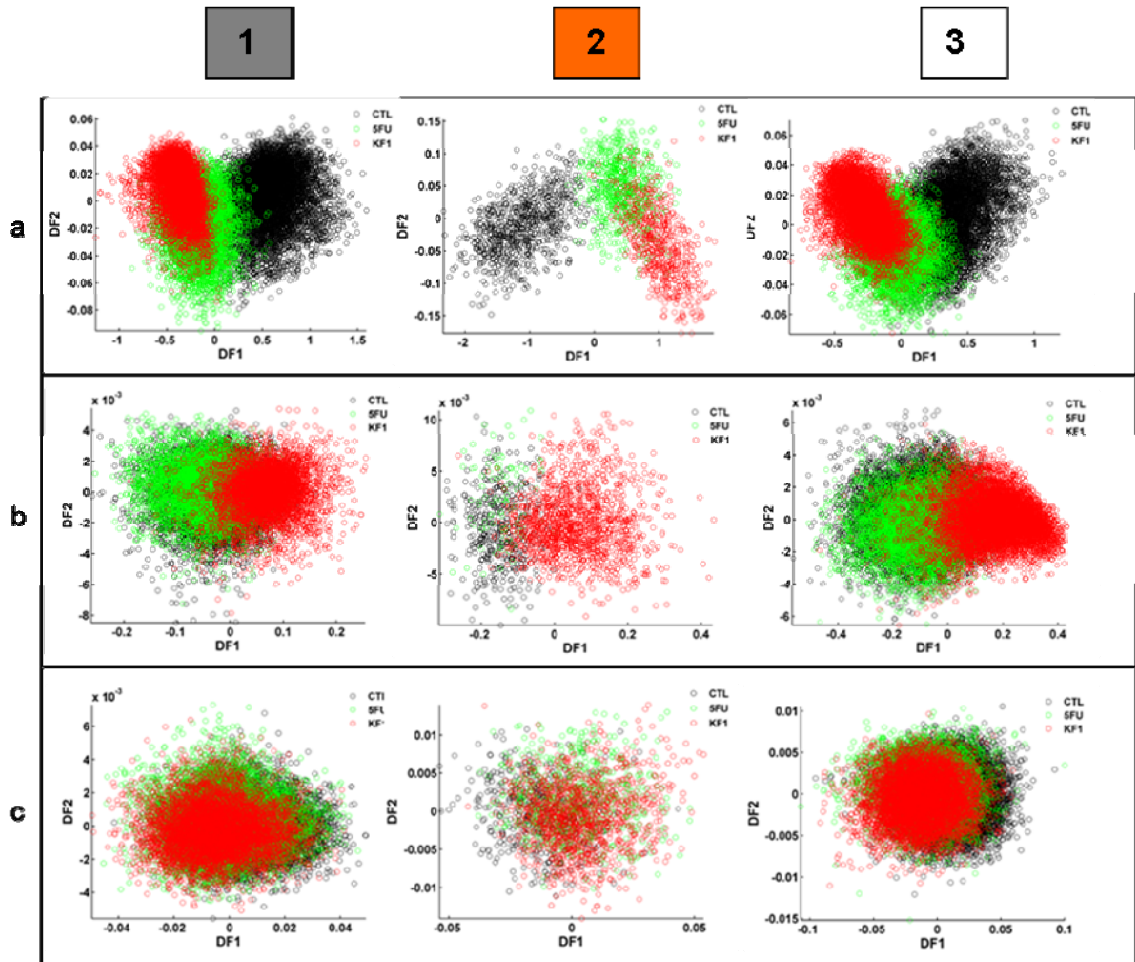 1 2 3
a
CTL
5FU
KF1
0.06
0.04
0.02
0
-0.02
-0.04
-0.06
-0.08
DF2
-1 -0.5 0 0.5 1 1.5
DF1
CTL
5FU
KF1
0.15
0.1
0.05
0
-0.05
-0.1
-0.15
DF2
-2 -1 0 1
DF1
CTL
5FU
KF1
0.06
0.04
0.02
0
-0.02
-0.04
-0.06
DF2
-0.5 0 0.5 1
DF1
b
x 10⁻³
CTL
5FU
KF1
4
2
0
-2
-4
-6
-8
DF2
-0.2 -0.1 0 0.1 0.2
DF1
x 10⁻³
CTL
5FU
KF1
10
5
0
-5
DF2
-0.2 0 0.2 0.4
DF1
x 10⁻³
CTL
5FU
KF1
6
4
2
0
-2
-4
-6
DF2
-0.4 -0.2 0 0.2 0.4
DF1
c
x 10⁻³
5FU
6
4
2
0
-2
-4
DF2
-0.04 -0.02 0 0.02 0.04
DF1
CTL
5FU
KF1
0.01
0.005
0
-0.005
-0.01
DF2
-0.05 0 0.05
DF1
CTL
5FU
KF1
0.01
0.005
0
-0.005
-0.01
-0.015
DF2
-0.1 -0.05 0 0.05 0.1
DF1